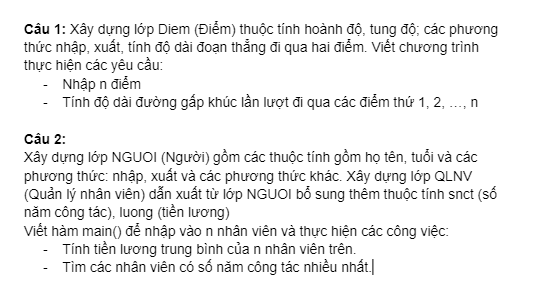 Câu 1: Xây dựng lớp Diem (Điểm) thuộc tính hoành độ, tung độ; các phương
thức nhập, xuất, tính độ dài đoạn thẳng đi qua hai điểm. Viết chương trình
thực hiện các yêu cầu:
- Nhập n điểm
- Tính độ dài đường gấp khúc lần lượt đi qua các điểm thứ 1, 2, ..., n
Câu 2:
Xây dựng lớp NGUOI (Người) gồm các thuộc tính gồm họ tên, tuổi và các
phương thức: nhập, xuất và các phương thức khác. Xây dựng lớp QLNV
(Quản lý nhân viên) dẫn xuất từ lớp NGUOI bổ sung thêm thuộc tính snct (số
năm công tác), luong (tiền lương)
Viết hàm main() để nhập vào n nhân viên và thực hiện các công việc:
- Tính tiền lương trung bình của n nhân viên trên.
- Tìm các nhân viên có số năm công tác nhiều nhất.